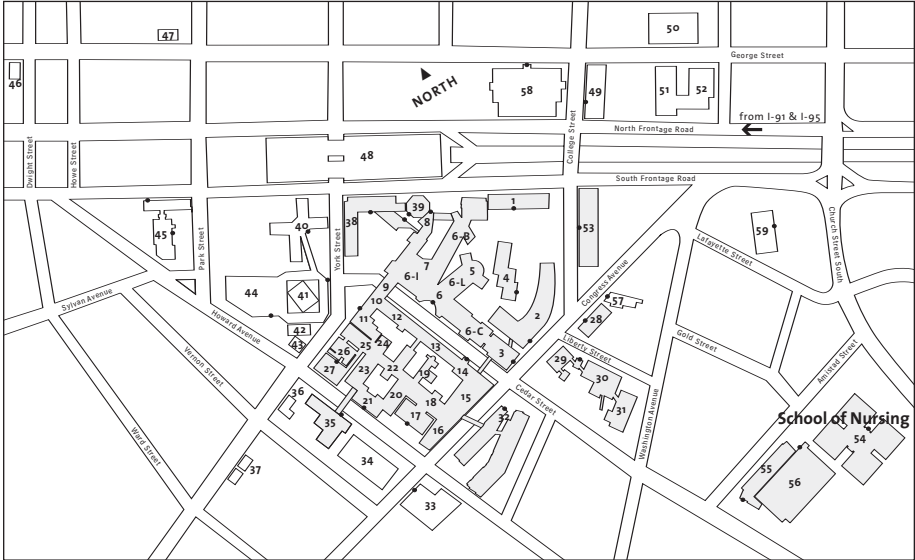 47
50
George Street
46
NORTH
58
49
51
52
from I-91 & I-95
North Frontage Road
College Street
Dwight Street
Howe Street
48
South Frontage Road
39
38
8
1
40
6-B
53
45
59
Church Street South
Park Street
York Street
Lafayette Street
7
5
6-I
6-L
4
Congress Avenue
44
41
9
6
57
Sylvan Avenue
10
2
28
Howard Avenue
11
12
42
6-C
Gold Street
43
25
24
13
3
Liberty Street
26
Amistad Street
Vernon Street
27
23
22
19
14
29
30
36
21
20
18
15
Cedar Street
Washington Avenue
31
35
17
16
32
School of Nursing
54
Ward Street
34
37
55
56
33